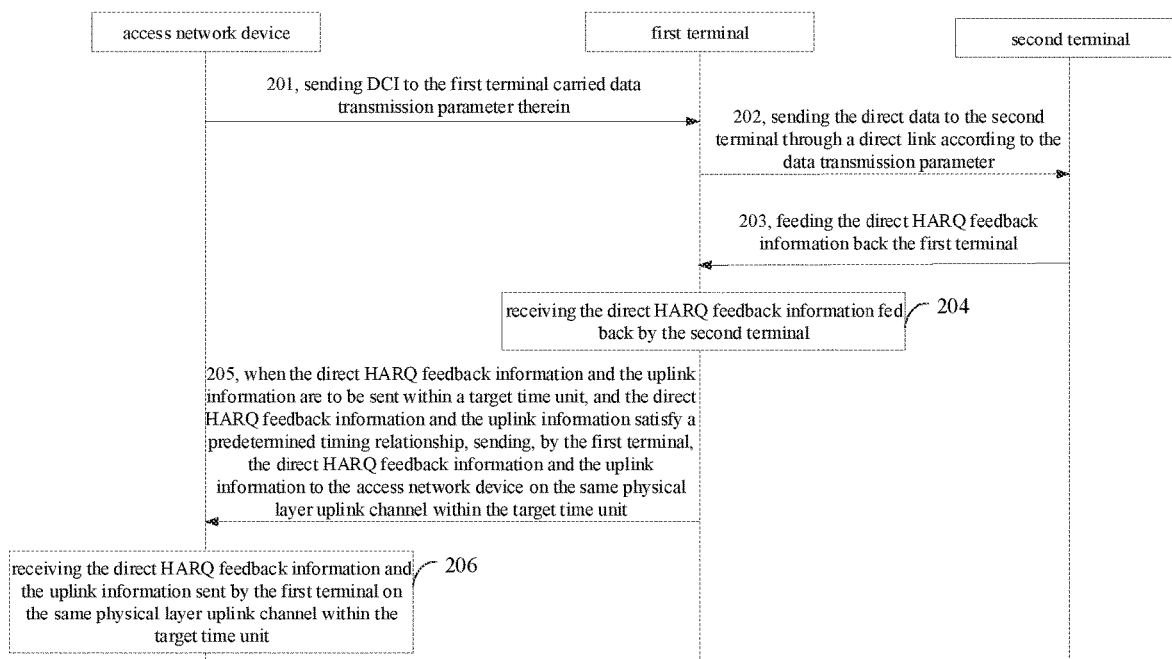 access network device
first terminal
second terminal
201, sending DCI to the first terminal carried data
transmission parameter therein
202, sending the direct data to the second
terminal through a direct link according to the
data transmission parameter
203, feeding the direct HARQ feedback
information back the first terminal
receiving the direct HARQ feedback information fed
back by the second terminal
204
205, when the direct HARQ feedback information and the uplink
information are to be sent within a target time unit, and the direct
HARQ feedback information and the uplink information satisfy a
predetermined timing relationship, sending, by the first terminal,
the direct HARQ feedback information and the uplink
information to the access network device on the same physical
layer uplink channel within the target time unit
receiving the direct HARQ feedback information and
the uplink information sent by the first terminal on
the same physical layer uplink channel within the
target time unit
206